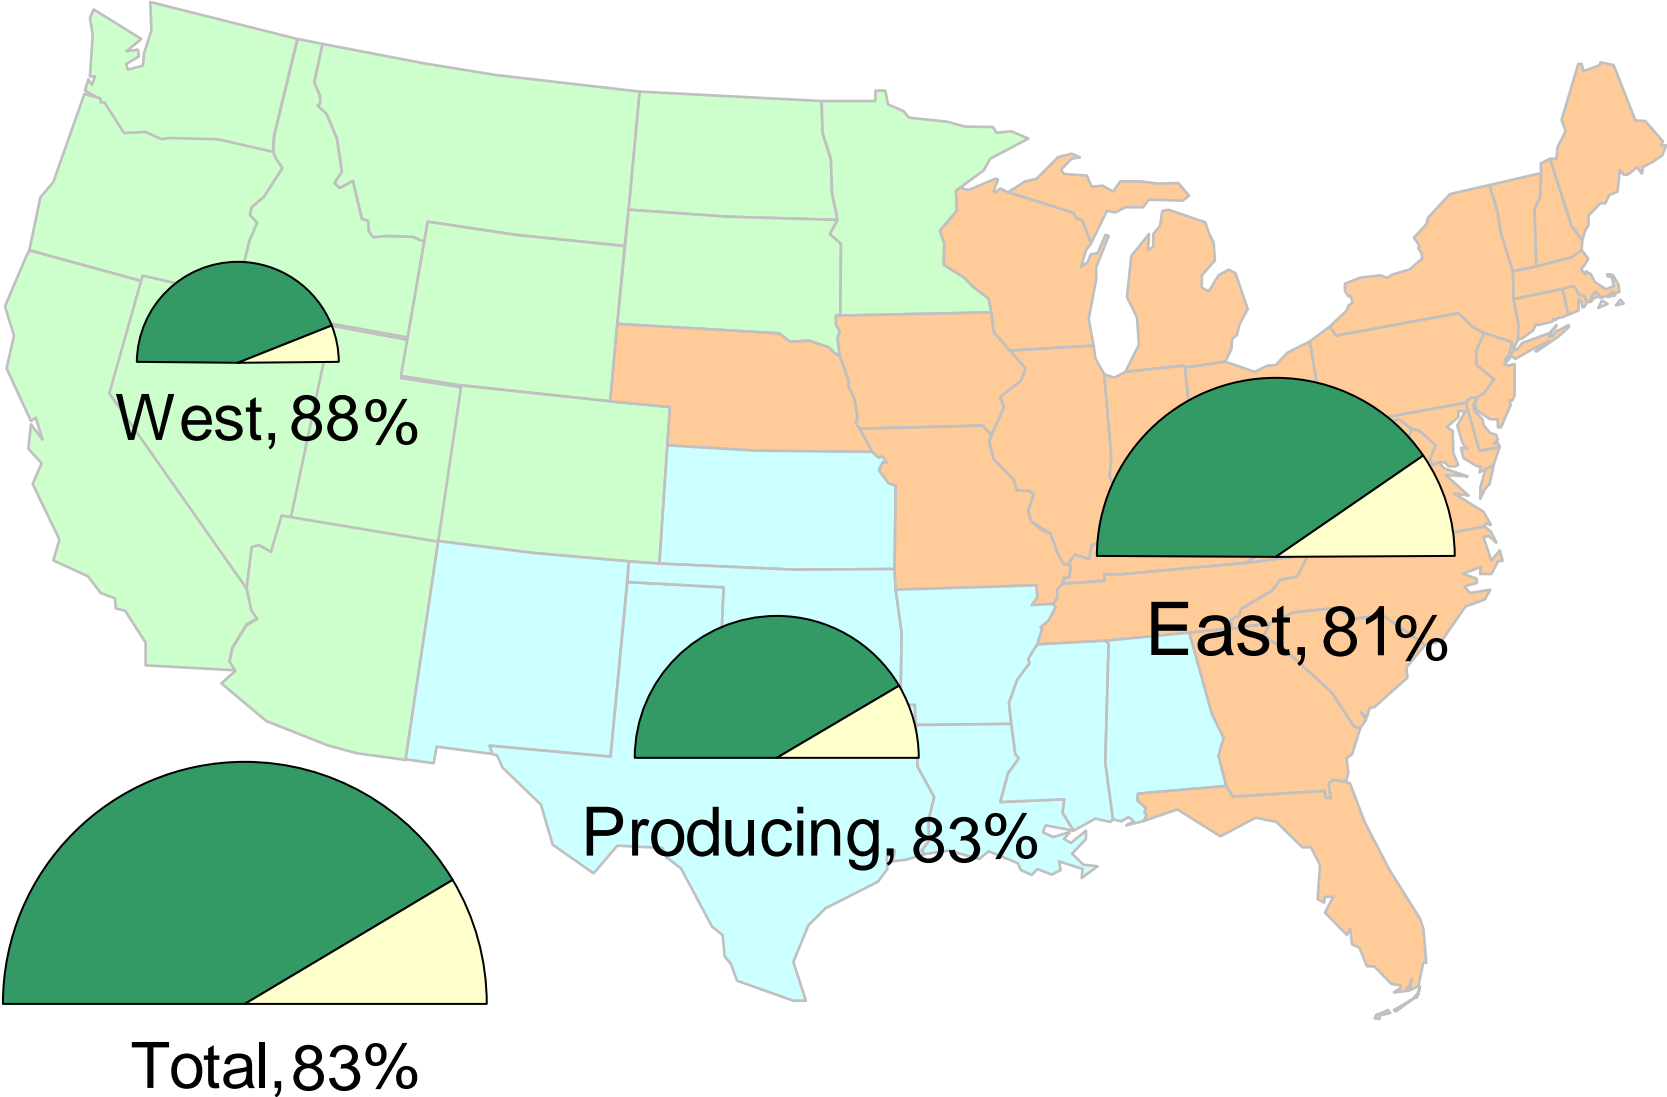 West, 88%
East, 81%
Producing, 83%
Total, 83%